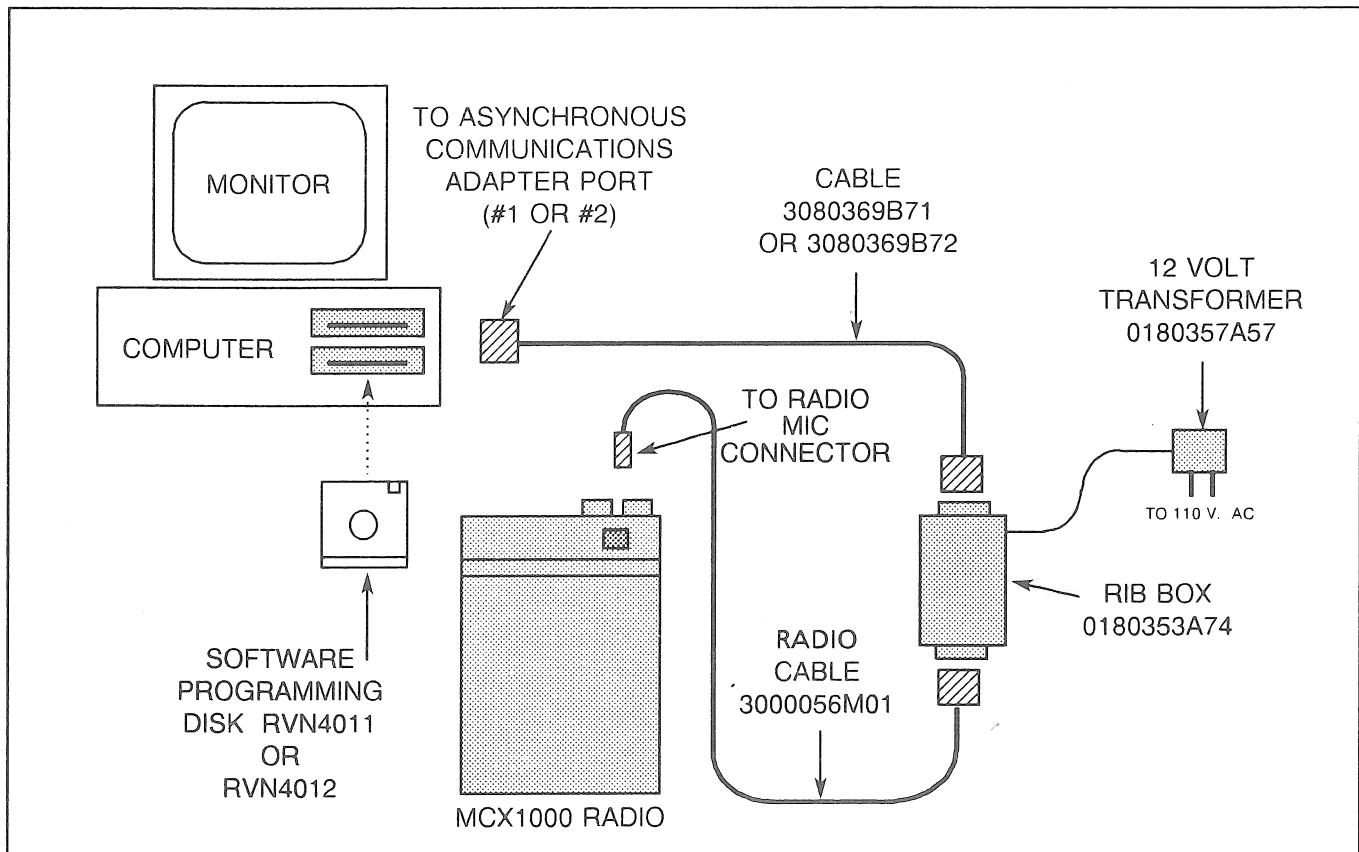 MONITOR
COMPUTER
TO ASYNCHRONOUS
COMMUNICATIONS
ADAPTER PORT
(#1 OR #2)
CABLE
3080369B71
OR 3080369B72
12 VOLT
TRANSFORMER
0180357A57
TO 110 V. AC
TO RADIO
MIC
CONNECTOR
RIB BOX
0180353A74
RADIO
CABLE
3000056M01
SOFTWARE
PROGRAMMING
DISK RVN4011
OR
RVN4012
MCX1000 RADIO